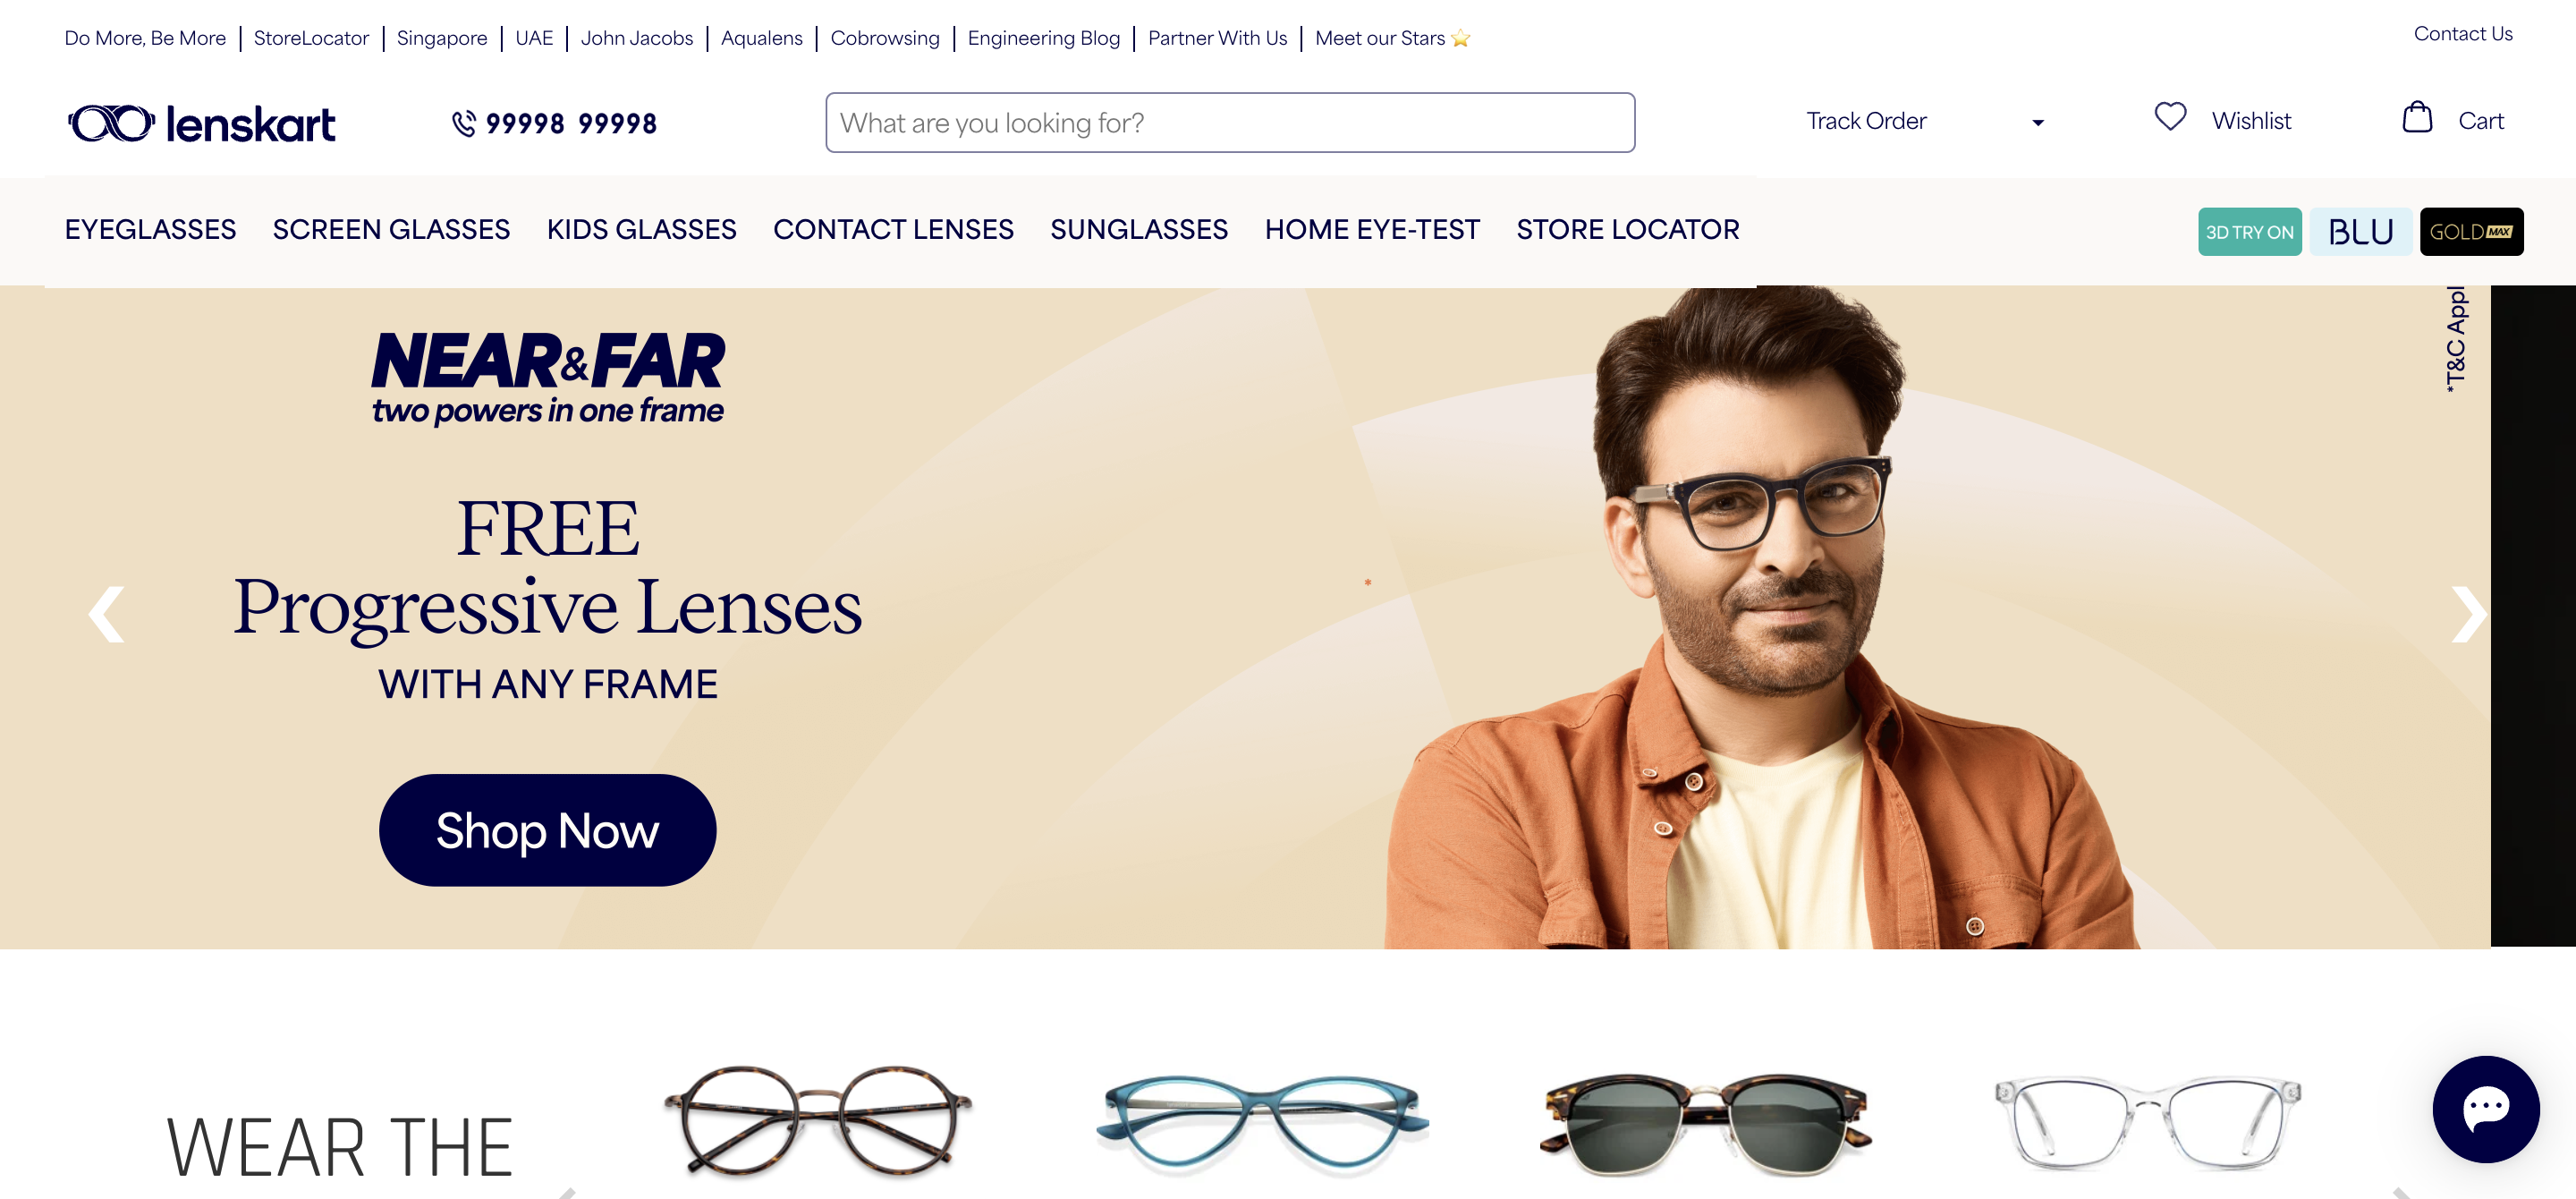 Do More, Be More | StoreLocator | Singapore | UAE | John Jacobs | Aqualens | Cobrowsing | Engineering Blog | Partner With Us | Meet our Stars ⭐
Contact Us
lenskart
99998 99998
What are you looking for?
Track Order
Wishlist
Cart
EYEGLASSES SCREEN GLASSES KIDS GLASSES CONTACT LENSES SUNGLASSES HOME EYE-TEST STORE LOCATOR
3D TRY ON
BLU
GOLD MAX
*T&C Appl
NEAR&FAR
two powers in one frame
FREE
Progressive Lenses
WITH ANY FRAME
*
Shop Now
WEAR THE